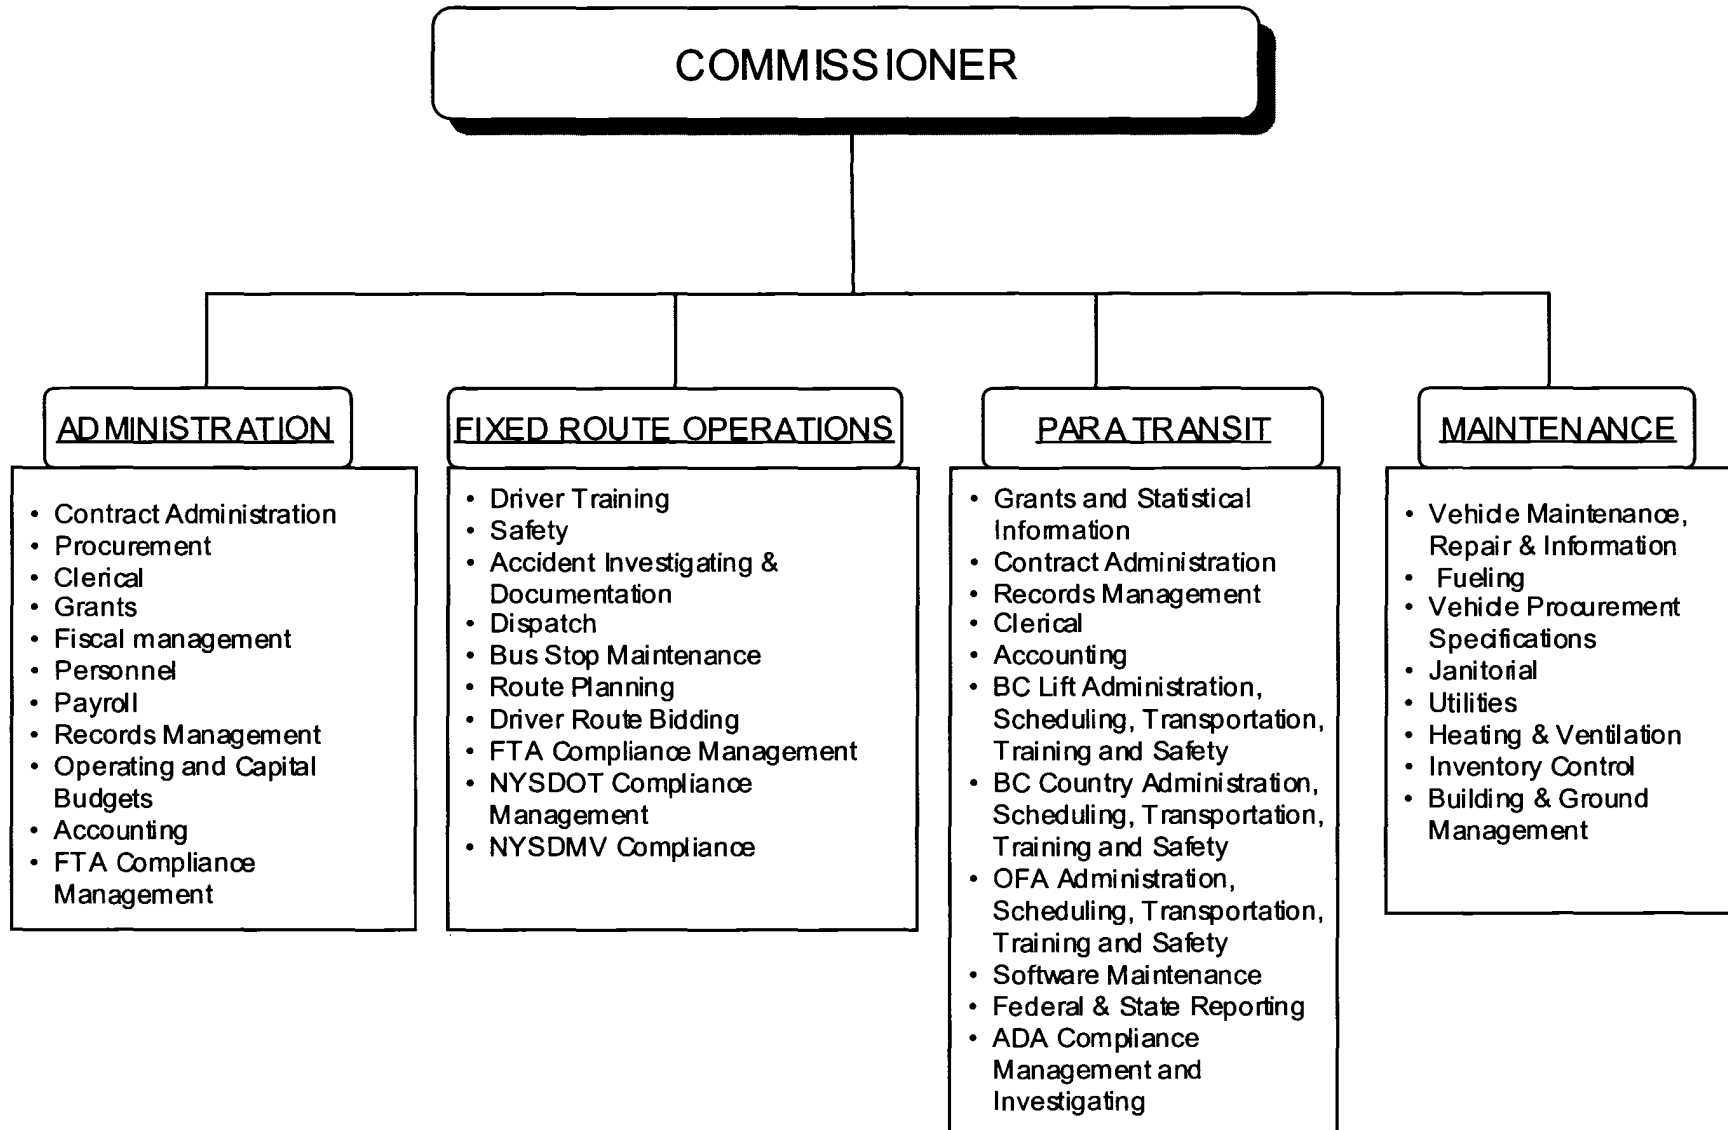 COMMISSIONER
ADMINISTRATION
• Contract Administration
• Procurement
• Clerical
• Grants
• Fiscal management
• Personnel
• Payroll
• Records Management
• Operating and Capital
Budgets
• Accounting
• FTA Compliance
Management
FIXED ROUTE OPERATIONS
• Driver Training
• Safety
• Accident Investigating &
Documentation
• Dispatch
• Bus Stop Maintenance
• Route Planning
• Driver Route Bidding
• FTA Compliance Management
• NYSDOT Compliance
Management
• NYSDMV Compliance
PARATRANSIT
• Grants and Statistical
Information
• Contract Administration
• Records Management
• Clerical
• Accounting
• BC Lift Administration,
Scheduling, Transportation,
Training and Safety
• BC Country Administration,
Scheduling, Transportation,
Training and Safety
• OFA Administration,
Scheduling, Transportation,
Training and Safety
• Software Maintenance
• Federal & State Reporting
• ADA Compliance
Management and
Investigating
MAINTENANCE
• Vehicle Maintenance,
Repair & Information
• Fueling
• Vehicle Procurement
Specifications
• Janitorial
• Utilities
• Heating & Ventilation
• Inventory Control
• Building & Ground
Management